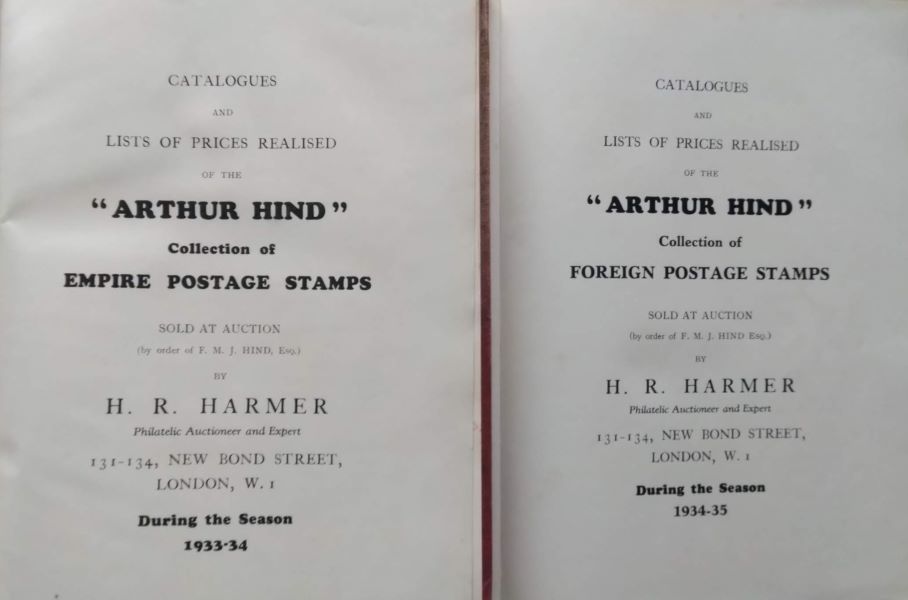 CATALOGUES
AND
LISTS OF PRICES REALISED
OF THE
"ARTHUR HIND"
Collection of
EMPIRE POSTAGE STAMPS
SOLD AT AUCTION
(by order of F. M. J. HIND, Esq.)
BY
H. R. HARMER
Philatelic Auctioneer and Expert
131-134, NEW BOND STREET,
LONDON, W. 1
During the Season
1933-34
CATALOGUES
AND
LISTS OF PRICES REALISED
OF THE
"ARTHUR HIND"
Collection of
FOREIGN POSTAGE STAMPS
SOLD AT AUCTION
(by order of F. M. J. HIND Esq.)
BY
H. R. HARMER
Philatelic Auctioneer and Expert
131-134, NEW BOND STREET,
LONDON, W. 1
During the Season
1934-35